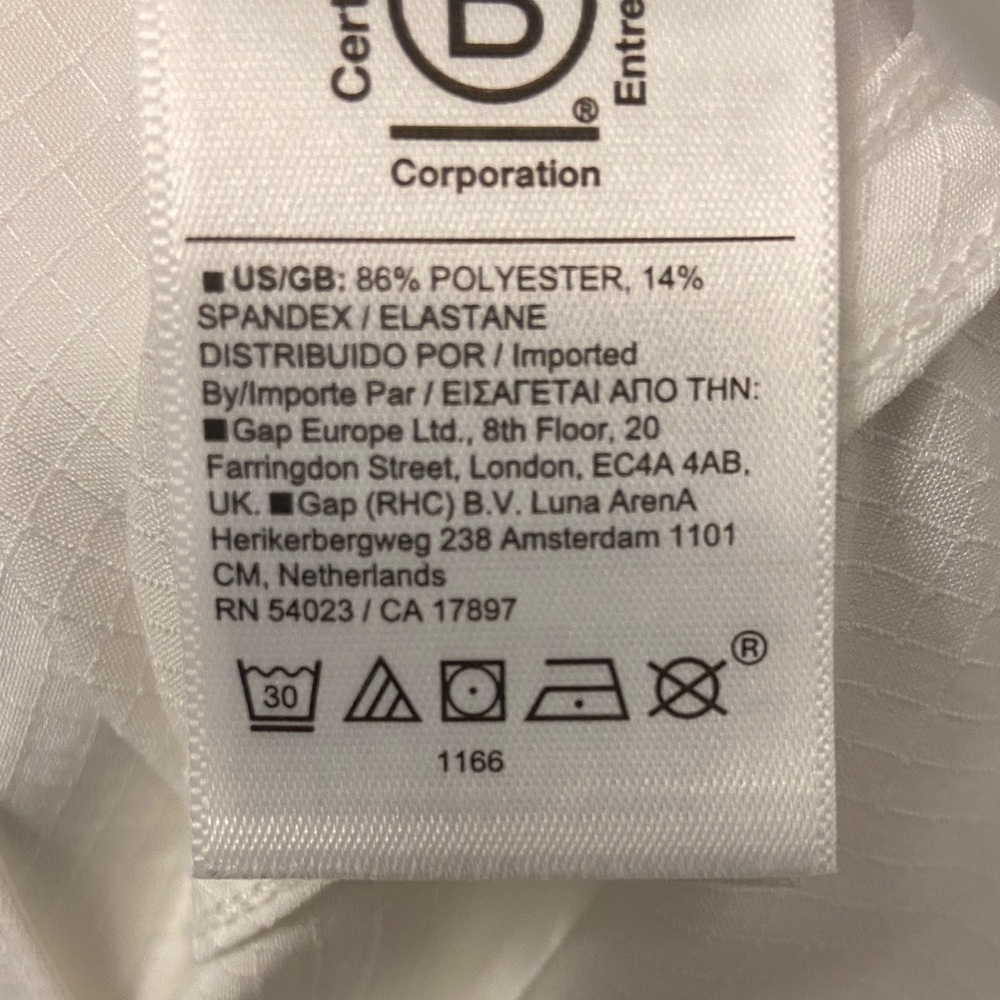 Cert
B
Entre
®
Corporation
■ US/GB: 86% POLYESTER, 14%
SPANDEX / ELASTANE
DISTRIBUIDO POR / Imported
By/Importe Par / ΕΙΣΑΓΕΤΑΙ ΑΠΟ ΤΗΝ:
■Gap Europe Ltd., 8th Floor, 20
Farringdon Street, London, EC4A 4AB,
UK. ■Gap (RHC) B.V. Luna ArenA
Herikerbergweg 238 Amsterdam 1101
CM, Netherlands
RN 54023 / CA 17897
30 ®
1166